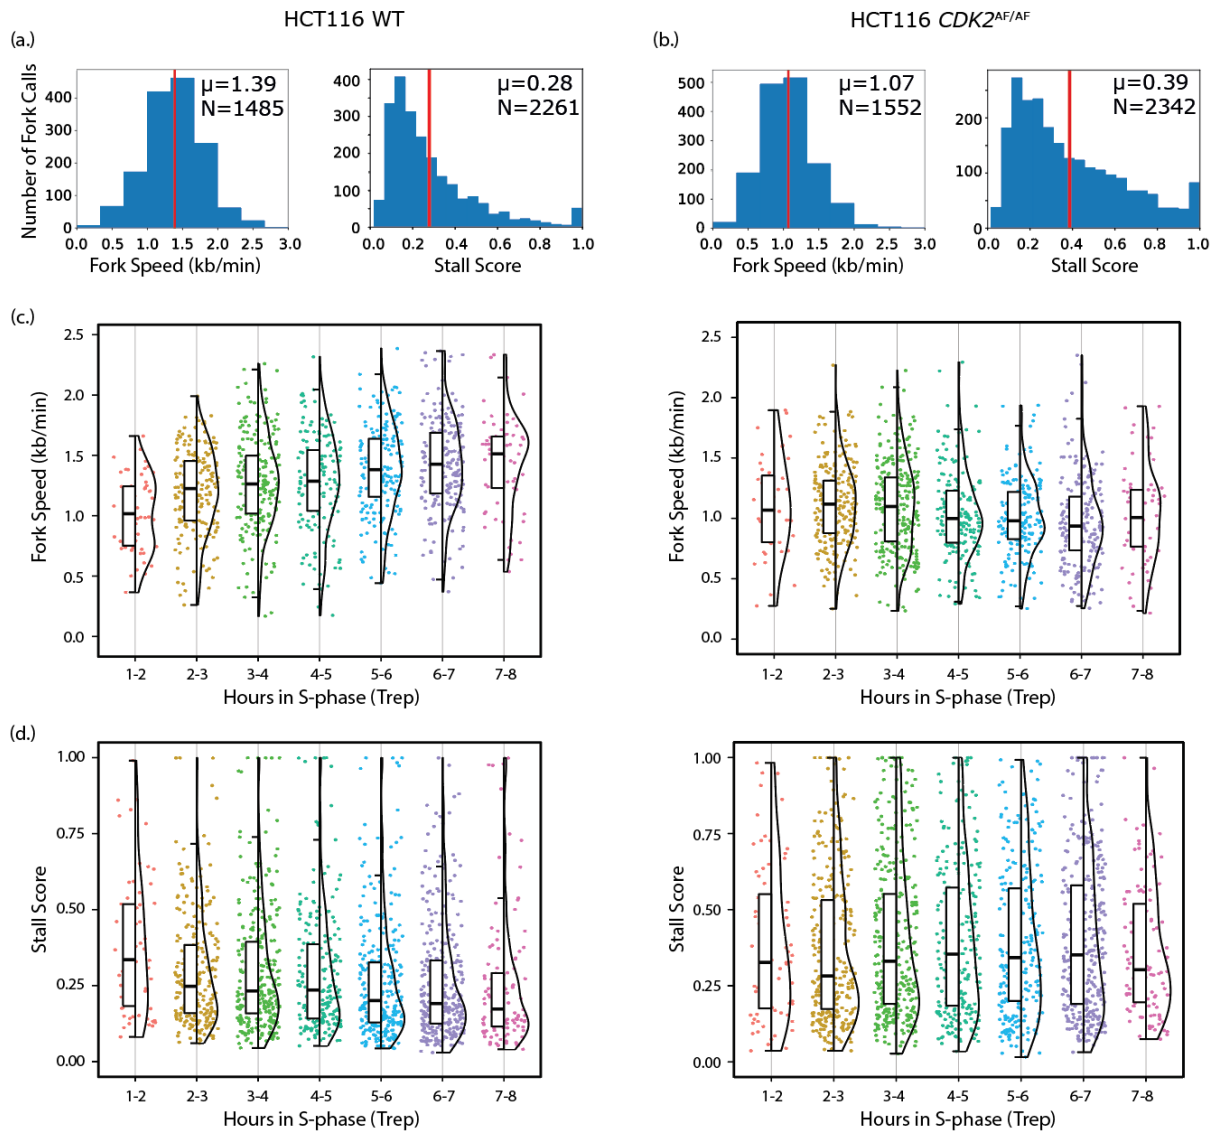 HCT116 WT
HCT116 CDK2AF/AF
(a.)
Number of Fork Calls
400
300
200
100
0
μ=1.39
N=1485
0.0 0.5 1.0 1.5 2.0 2.5 3.0
Fork Speed (kb/min)
400
300
200
100
0
μ=0.28
N=2261
0.0 0.2 0.4 0.6 0.8 1.0
Stall Score
(b.)
500
400
300
200
100
0
μ=1.07
N=1552
0.0 0.5 1.0 1.5 2.0 2.5 3.0
Fork Speed (kb/min)
200
100
0
μ=0.39
N=2342
0.0 0.2 0.4 0.6 0.8 1.0
Stall Score
(c.)
Fork Speed (kb/min)
2.5
2.0
1.5
1.0
0.5
0.0
1-2 2-3 3-4 4-5 5-6 6-7 7-8
Hours in S-phase (Trep)
Fork Speed (kb/min)
2.5
2.0
1.5
1.0
0.5
0.0
1-2 2-3 3-4 4-5 5-6 6-7 7-8
Hours in S-phase (Trep)
(d.)
Stall Score
1.00
0.75
0.50
0.25
0.00
1-2 2-3 3-4 4-5 5-6 6-7 7-8
Hours in S-phase (Trep)
Stall Score
1.00
0.75
0.50
0.25
0.00
1-2 2-3 3-4 4-5 5-6 6-7 7-8
Hours in S-phase (Trep)